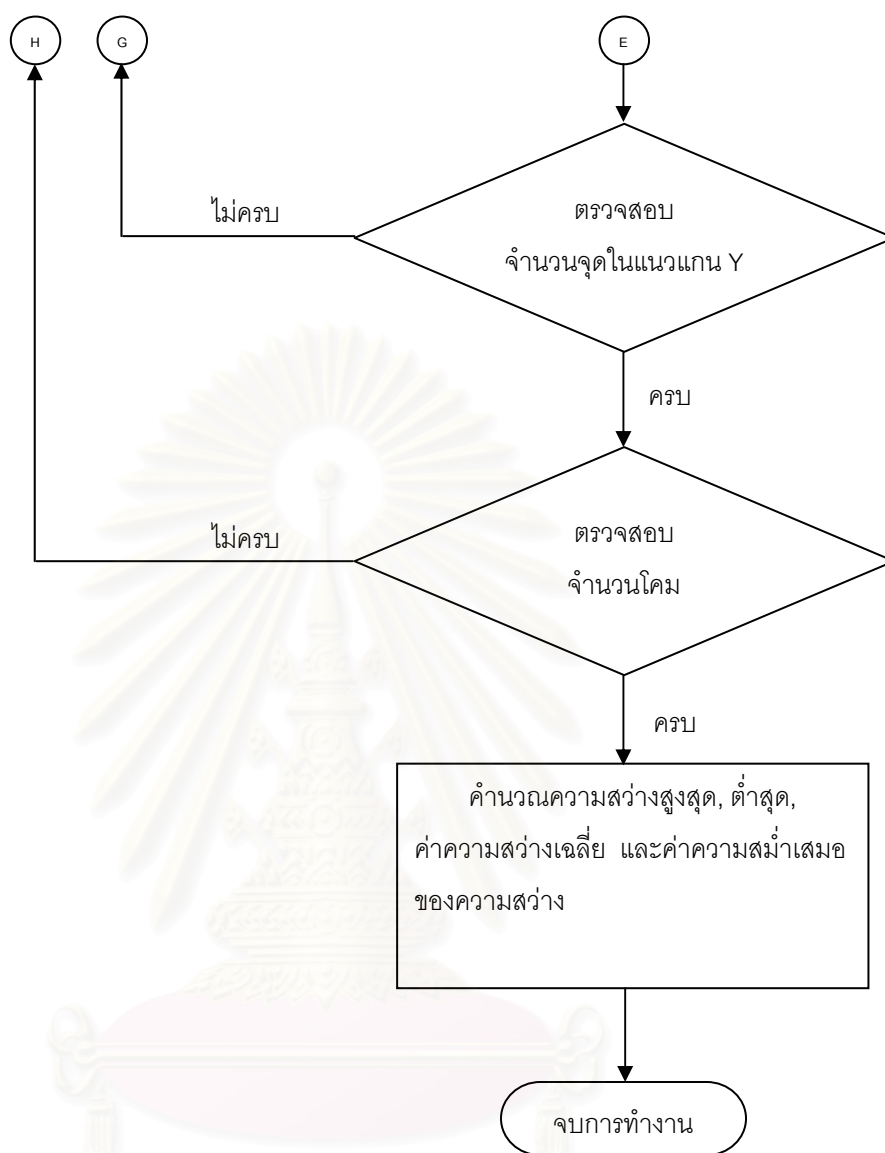 H
G
E
ไม่ครบ
ตรวจสอบ
จำนวนจุดในแนวแกน Y
ครบ
ไม่ครบ
ตรวจสอบ
จำนวนโคม
ครบ
คำนวณความสว่างสูงสุด, ต่ำสุด,
ค่าความสว่างเฉลี่ย และค่าความสม่ำเสมอ
ของความสว่าง
จบการทำงาน